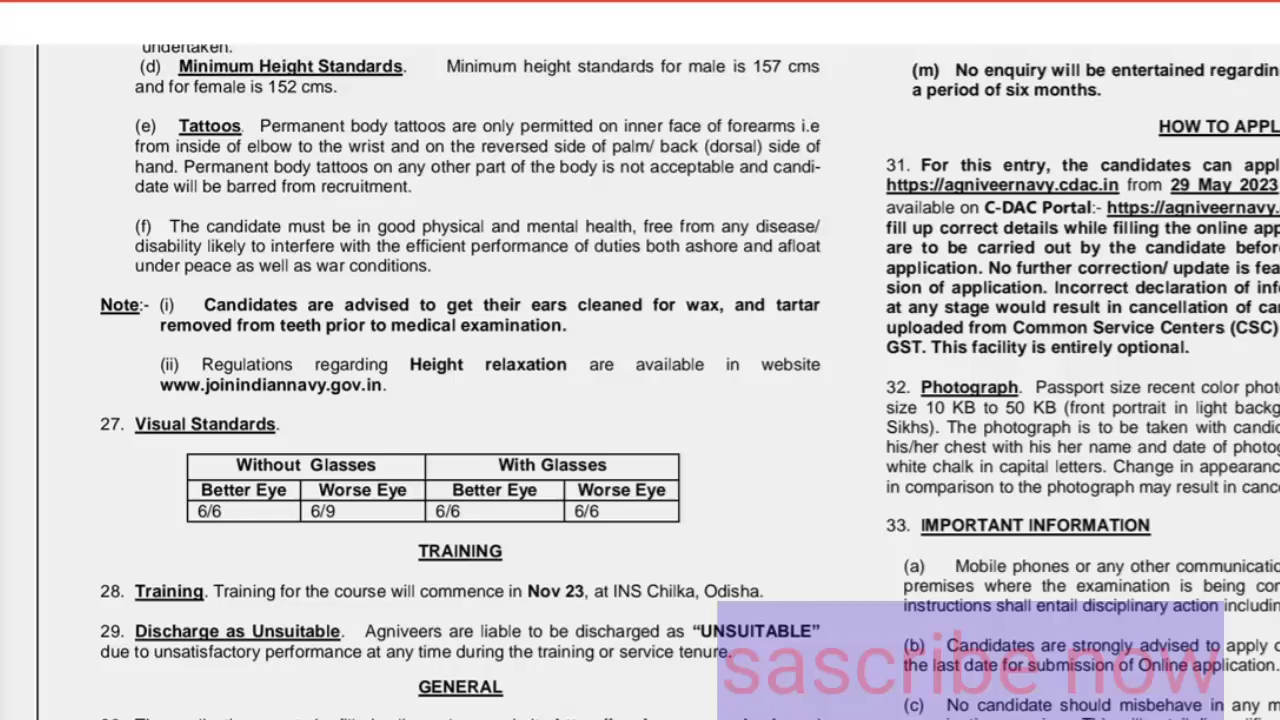 undertaken.
(d) Minimum Height Standards. Minimum height standards for male is 157 cms
and for female is 152 cms.
(e) Tattoos. Permanent body tattoos are only permitted on inner face of forearms i.e
from inside of elbow to the wrist and on the reversed side of palm/ back (dorsal) side of
hand. Permanent body tattoos on any other part of the body is not acceptable and candi-
date will be barred from recruitment.
(f) The candidate must be in good physical and mental health, free from any disease/
disability likely to interfere with the efficient performance of duties both ashore and afloat
under peace as well as war conditions.
Note:- (i) Candidates are advised to get their ears cleaned for wax, and tartar
removed from teeth prior to medical examination.
(ii) Regulations regarding Height relaxation are available in website
www.joinindiannavy.gov.in.
27. Visual Standards.
Without Glasses With Glasses
Better Eye Worse Eye Better Eye Worse Eye
6/6 6/9 6/6 6/6
TRAINING
28. Training. Training for the course will commence in Nov 23, at INS Chilka, Odisha.
29. Discharge as Unsuitable. Agniveers are liable to be discharged as “UNSUITABLE”
due to unsatisfactory performance at any time during the training or service tenure.
GENERAL
(m) No enquiry will be entertained regardin
a period of six months.
HOW TO APPL
31. For this entry, the candidates can appl
https://agniveernavy.cdac.in from 29 May 2023
available on C-DAC Portal:- https://agniveernavy.
fill up correct details while filling the online app
are to be carried out by the candidate befor
application. No further correction/ update is fea
sion of application. Incorrect declaration of inf
at any stage would result in cancellation of ca
uploaded from Common Service Centers (CSC)
GST. This facility is entirely optional.
32. Photograph. Passport size recent color phot
size 10 KB to 50 KB (front portrait in light backg
Sikhs). The photograph is to be taken with candic
his/her chest with his her name and date of photog
white chalk in capital letters. Change in appearanc
in comparison to the photograph may result in canc
33. IMPORTANT INFORMATION
(a) Mobile phones or any other communicatio
premises where the examination is being con
instructions shall entail disciplinary action includin
(b) Candidates are strongly advised to apply
the last date for submission of Online application.
(c) No candidate should misbehave in any m
sascribe now